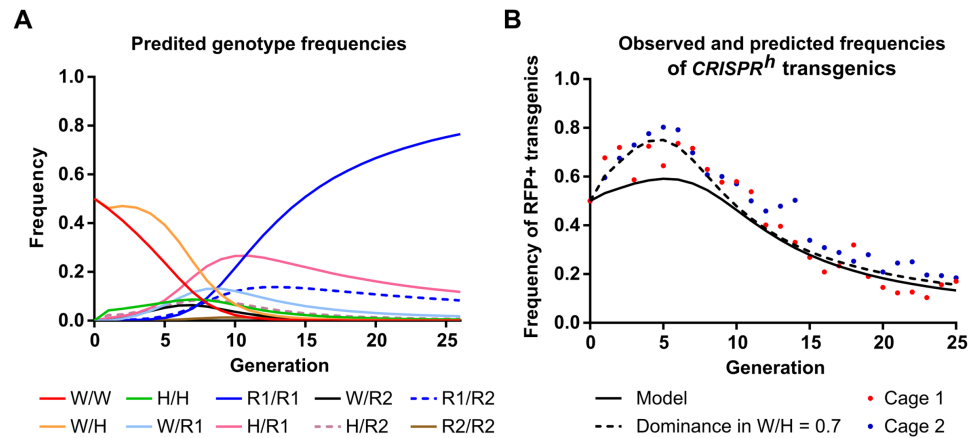 A
Predited genotype frequencies
1.0
0.8
0.6
0.4
0.2
0.0
Frequency
0 5 10 15 20 25
Generation
W/W H/H R1/R1 W/R2 R1/R2
W/H W/R1 H/R1 H/R2 R2/R2
B
Observed and predicted frequencies
of CRISPRh transgenics
1.0
0.8
0.6
0.4
0.2
0.0
Frequency of RFP+ transgenics
0 5 10 15 20 25
Generation
Model Cage 1
Dominance in W/H = 0.7 Cage 2